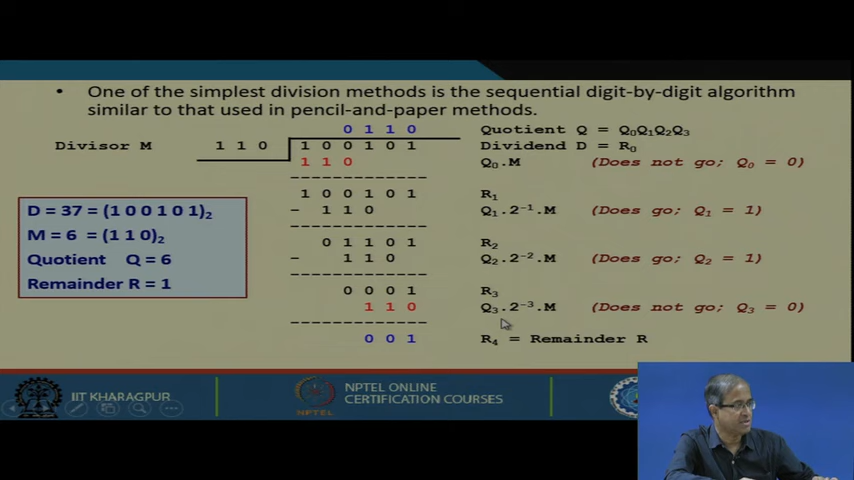 • One of the simplest division methods is the sequential digit-by-digit algorithm
similar to that used in pencil-and-paper methods.
0 1 1 0 Quotient Q = Q₀Q₁Q₂Q₃
Divisor M 1 1 0 1 0 0 1 0 1 Dividend D = R₀
1 1 0 Q₀.M (Does not go; Q₀ = 0)
1 0 0 1 0 1 R₁
- 1 1 0 Q₁.2⁻¹.M (Does go; Q₁ = 1)
0 1 1 0 1 R₂
- 1 1 0 Q₂.2⁻².M (Does go; Q₂ = 1)
0 0 0 1 R₃
1 1 0 Q₃.2⁻³.M (Does not go; Q₃ = 0)
0 0 1 R₄ = Remainder R
D = 37 = (1 0 0 1 0 1)₂
M = 6 = (1 1 0)₂
Quotient Q = 6
Remainder R = 1
IIT KHARAGPUR
NPTEL
NPTEL ONLINE
CERTIFICATION COURSES